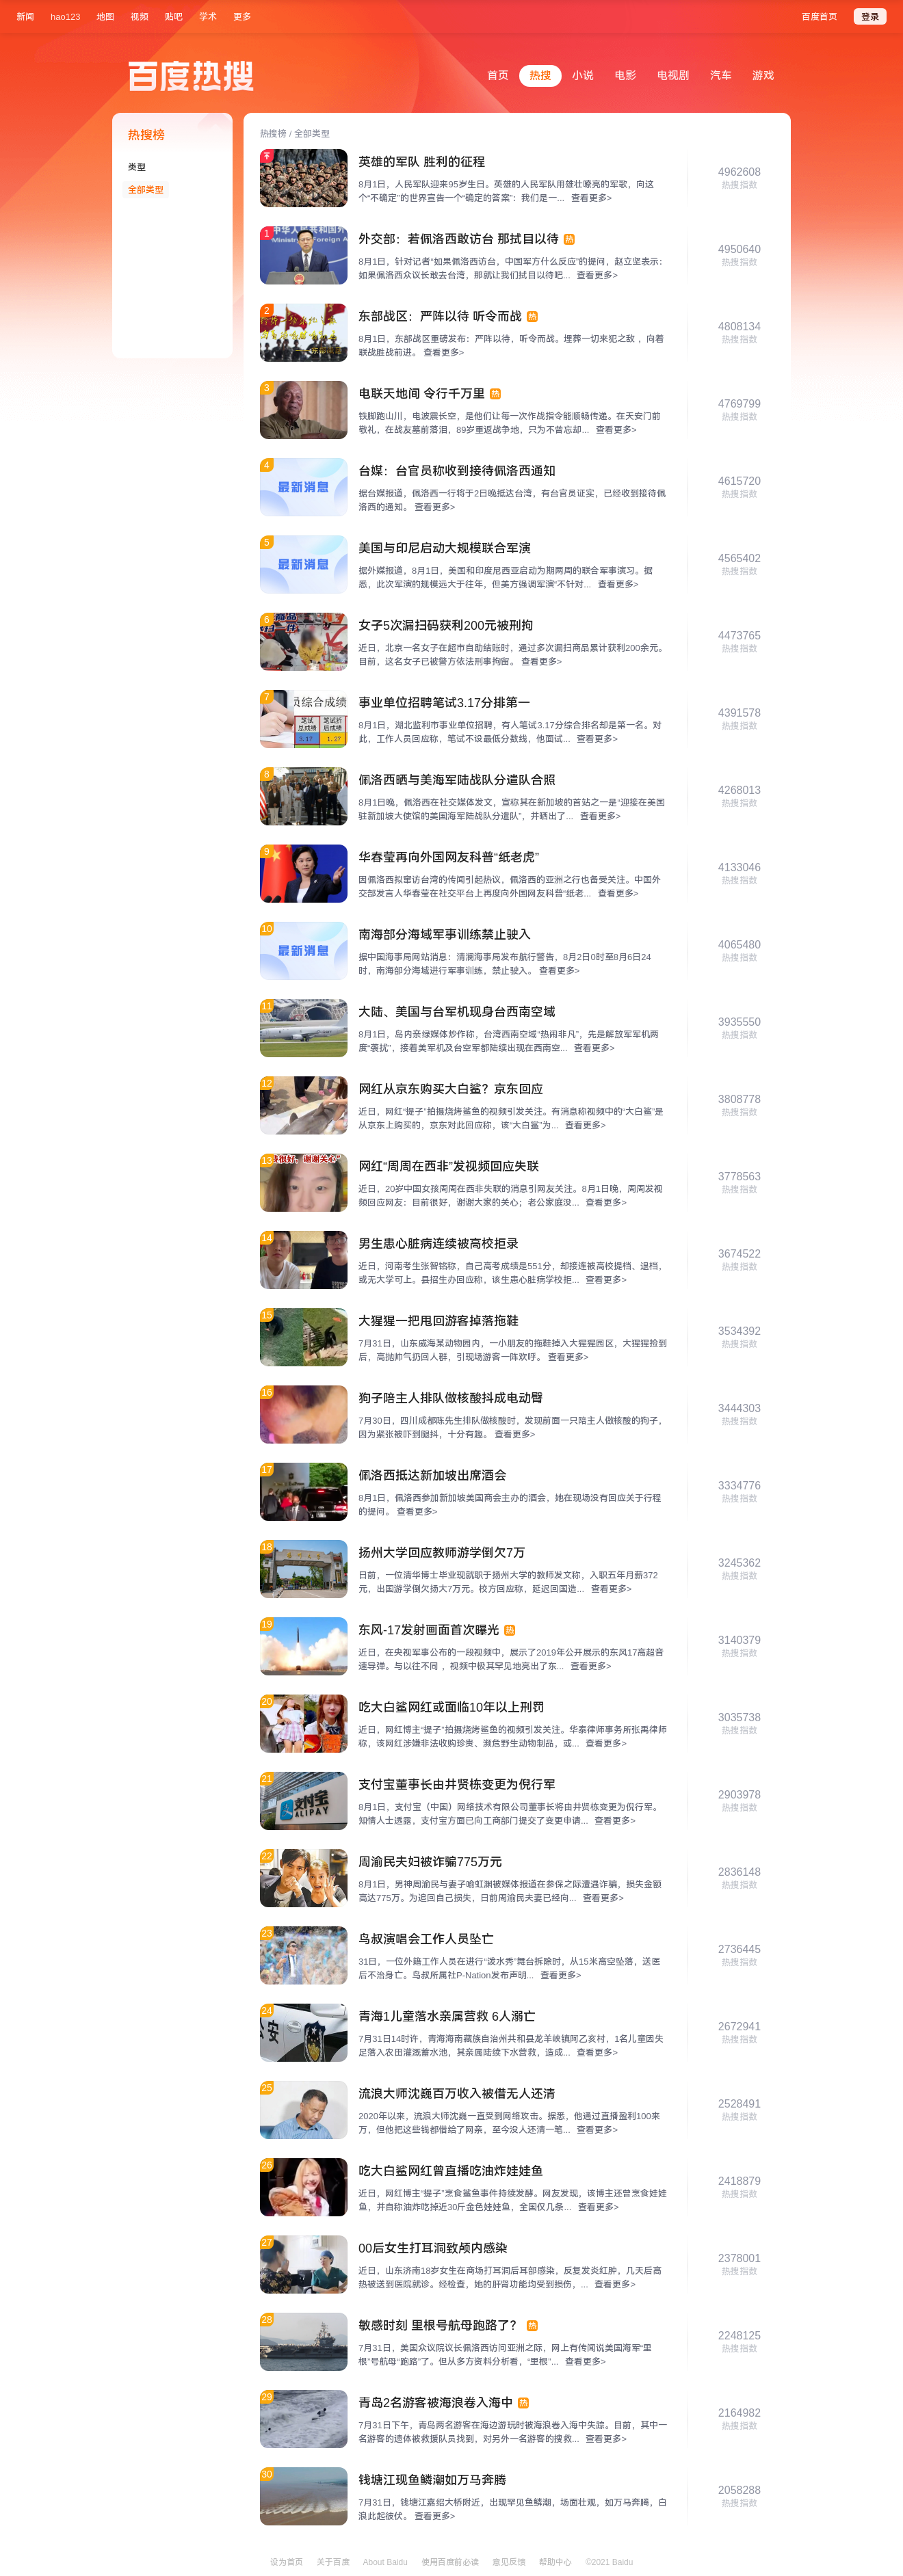 新闻 hao123 地图 视频 贴吧 学术 更多 百度首页 登录
百度热搜
首页 热搜 小说 电影 电视剧 汽车 游戏
热搜榜
类型
全部类型
热搜榜 / 全部类型
英雄的军队 胜利的征程
8月1日，人民军队迎来95岁生日。英雄的人民军队用雄壮嘹亮的军歌，向这
个“不确定”的世界宣告一个“确定的答案”：我们是一... 查看更多>
4962608
热搜指数
1
外交部：若佩洛西敢访台 那拭目以待 热
8月1日，针对记者“如果佩洛西访台，中国军方什么反应”的提问，赵立坚表示：
如果佩洛西众议长敢去台湾，那就让我们拭目以待吧... 查看更多>
4950640
热搜指数
2
东部战区：严阵以待 听令而战 热
8月1日，东部战区重磅发布：严阵以待，听令而战。埋葬一切来犯之敌 ，向着
联战胜战前进。 查看更多>
4808134
热搜指数
3
电联天地间 令行千万里 热
铁脚跑山川，电波震长空，是他们让每一次作战指令能顺畅传递。在天安门前
敬礼，在战友墓前落泪，89岁重返战争地，只为不曾忘却... 查看更多>
4769799
热搜指数
4
最新消息
台媒：台官员称收到接待佩洛西通知
据台媒报道，佩洛西一行将于2日晚抵达台湾，有台官员证实，已经收到接待佩
洛西的通知。 查看更多>
4615720
热搜指数
5
最新消息
美国与印尼启动大规模联合军演
据外媒报道，8月1日，美国和印度尼西亚启动为期两周的联合军事演习。据
悉，此次军演的规模远大于往年，但美方强调军演“不针对... 查看更多>
4565402
热搜指数
6
女子5次漏扫码获利200元被刑拘
近日，北京一名女子在超市自助结账时，通过多次漏扫商品累计获利200余元。
目前，这名女子已被警方依法刑事拘留。 查看更多>
4473765
热搜指数
7
员综合成绩
笔试总成绩 笔试折后成绩
3.17 1.27
事业单位招聘笔试3.17分排第一
8月1日，湖北监利市事业单位招聘，有人笔试3.17分综合排名却是第一名。对
此，工作人员回应称，笔试不设最低分数线，他面试... 查看更多>
4391578
热搜指数
8
佩洛西晒与美海军陆战队分遣队合照
8月1日晚，佩洛西在社交媒体发文，宣称其在新加坡的首站之一是“迎接在美国
驻新加坡大使馆的美国海军陆战队分遣队”，并晒出了... 查看更多>
4268013
热搜指数
9
华春莹再向外国网友科普“纸老虎”
因佩洛西拟窜访台湾的传闻引起热议，佩洛西的亚洲之行也备受关注。中国外
交部发言人华春莹在社交平台上再度向外国网友科普“纸老... 查看更多>
4133046
热搜指数
10
最新消息
南海部分海域军事训练禁止驶入
据中国海事局网站消息：清澜海事局发布航行警告，8月2日0时至8月6日24
时，南海部分海域进行军事训练，禁止驶入。 查看更多>
4065480
热搜指数
11
大陆、美国与台军机现身台西南空域
8月1日，岛内亲绿媒体炒作称，台湾西南空域“热闹非凡”，先是解放军军机两
度“袭扰”，接着美军机及台空军都陆续出现在西南空... 查看更多>
3935550
热搜指数
12
网红从京东购买大白鲨？京东回应
近日，网红“提子”拍摄烧烤鲨鱼的视频引发关注。有消息称视频中的“大白鲨”是
从京东上购买的，京东对此回应称，该“大白鲨”为... 查看更多>
3808778
热搜指数
13
我很好，谢谢关心
网红“周周在西非”发视频回应失联
近日，20岁中国女孩周周在西非失联的消息引网友关注。8月1日晚，周周发视
频回应网友：目前很好，谢谢大家的关心；老公家庭没... 查看更多>
3778563
热搜指数
14
男生患心脏病连续被高校拒录
近日，河南考生张智铭称，自己高考成绩是551分，却接连被高校提档、退档，
或无大学可上。县招生办回应称，该生患心脏病学校拒... 查看更多>
3674522
热搜指数
15
大猩猩一把甩回游客掉落拖鞋
7月31日，山东威海某动物园内，一小朋友的拖鞋掉入大猩猩园区，大猩猩捡到
后，高抛帅气扔回人群，引现场游客一阵欢呼。 查看更多>
3534392
热搜指数
16
狗子陪主人排队做核酸抖成电动臀
7月30日，四川成都陈先生排队做核酸时，发现前面一只陪主人做核酸的狗子，
因为紧张被吓到腿抖，十分有趣。 查看更多>
3444303
热搜指数
17
佩洛西抵达新加坡出席酒会
8月1日，佩洛西参加新加坡美国商会主办的酒会，她在现场没有回应关于行程
的提问。 查看更多>
3334776
热搜指数
18
扬州大学回应教师游学倒欠7万
日前，一位清华博士毕业现就职于扬州大学的教师发文称，入职五年月薪372
元，出国游学倒欠扬大7万元。校方回应称，延迟回国造... 查看更多>
3245362
热搜指数
19
东风-17发射画面首次曝光 热
近日，在央视军事公布的一段视频中，展示了2019年公开展示的东风17高超音
速导弹。与以往不同 ，视频中极其罕见地亮出了东... 查看更多>
3140379
热搜指数
20
吃大白鲨网红或面临10年以上刑罚
近日，网红博主“提子”拍摄烧烤鲨鱼的视频引发关注。华泰律师事务所张禹律师
称，该网红涉嫌非法收购珍贵、濒危野生动物制品，或... 查看更多>
3035738
热搜指数
21
支付宝
ALIPAY
支付宝董事长由井贤栋变更为倪行军
8月1日，支付宝（中国）网络技术有限公司董事长将由井贤栋变更为倪行军。
知情人士透露，支付宝方面已向工商部门提交了变更申请... 查看更多>
2903978
热搜指数
22
周渝民夫妇被诈骗775万元
8月1日，男神周渝民与妻子喻虹渊被媒体报道在参保之际遭遇诈骗，损失金额
高达775万。为追回自己损失，日前周渝民夫妻已经向... 查看更多>
2836148
热搜指数
23
鸟叔演唱会工作人员坠亡
31日，一位外籍工作人员在进行“泼水秀”舞台拆除时，从15米高空坠落，送医
后不治身亡。鸟叔所属社P-Nation发布声明... 查看更多>
2736445
热搜指数
24
公安
青海1儿童落水亲属营救 6人溺亡
7月31日14时许，青海海南藏族自治州共和县龙羊峡镇阿乙亥村，1名儿童因失
足落入农田灌溉蓄水池，其亲属陆续下水营救，造成... 查看更多>
2672941
热搜指数
25
流浪大师沈巍百万收入被借无人还清
2020年以来，流浪大师沈巍一直受到网络攻击。据悉，他通过直播盈利100来
万，但他把这些钱都借给了网亲，至今没人还清一笔... 查看更多>
2528491
热搜指数
26
吃大白鲨网红曾直播吃油炸娃娃鱼
近日，网红博主“提子”烹食鲨鱼事件持续发酵。网友发现，该博主还曾烹食娃娃
鱼，并自称油炸吃掉近30斤金色娃娃鱼，全国仅几条... 查看更多>
2418879
热搜指数
27
00后女生打耳洞致颅内感染
近日，山东济南18岁女生在商场打耳洞后耳部感染，反复发炎红肿，几天后高
热被送到医院就诊。经检查，她的肝肾功能均受到损伤，... 查看更多>
2378001
热搜指数
28
敏感时刻 里根号航母跑路了？ 热
7月31日，美国众议院议长佩洛西访问亚洲之际，网上有传闻说美国海军“里
根”号航母“跑路”了。但从多方资料分析看，“里根”... 查看更多>
2248125
热搜指数
29
青岛2名游客被海浪卷入海中 热
7月31日下午，青岛两名游客在海边游玩时被海浪卷入海中失踪。目前，其中一
名游客的遗体被救援队员找到，对另外一名游客的搜救... 查看更多>
2164982
热搜指数
30
钱塘江现鱼鳞潮如万马奔腾
7月31日，钱塘江嘉绍大桥附近，出现罕见鱼鳞潮，场面壮观，如万马奔腾，白
浪此起彼伏。 查看更多>
2058288
热搜指数
设为首页 关于百度 About Baidu 使用百度前必读 意见反馈 帮助中心 ©2021 Baidu